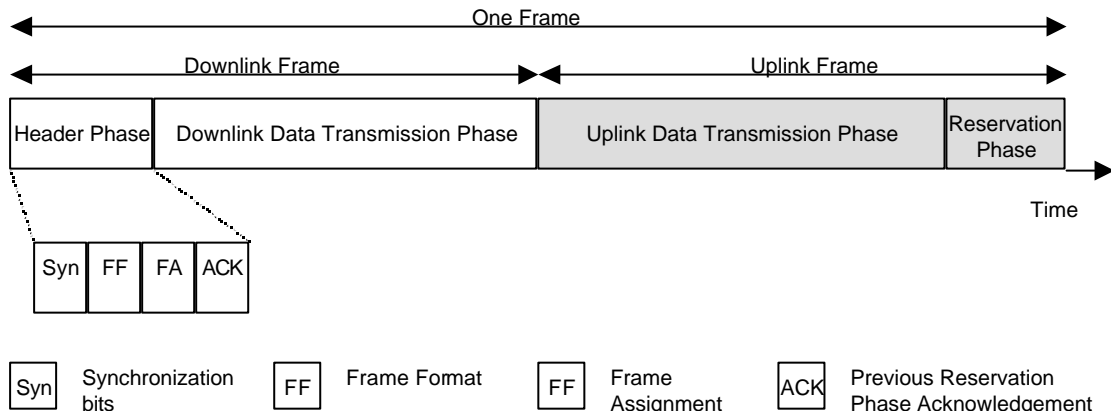 One Frame
Downlink Frame
Uplink Frame
Header Phase
Downlink Data Transmission Phase
Uplink Data Transmission Phase
Reservation
Phase
Time
Syn
FF
FA
ACK
Syn
Synchronization
bits
FF
Frame Format
FF
Frame
Assignment
ACK
Previous Reservation
Phase Acknowledgement